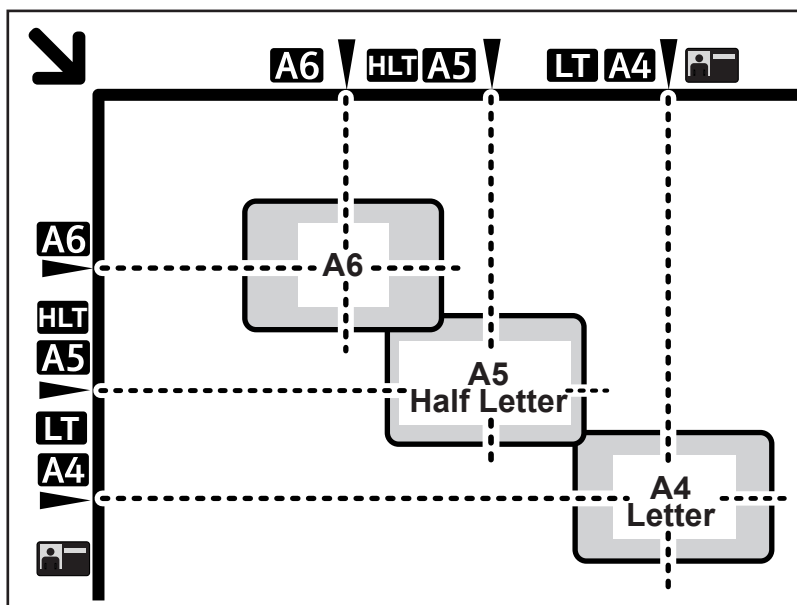 A6 HLT A5 LT A4
A6
A6
HLT
A5
A5
Half Letter
LT
A4
A4
Letter